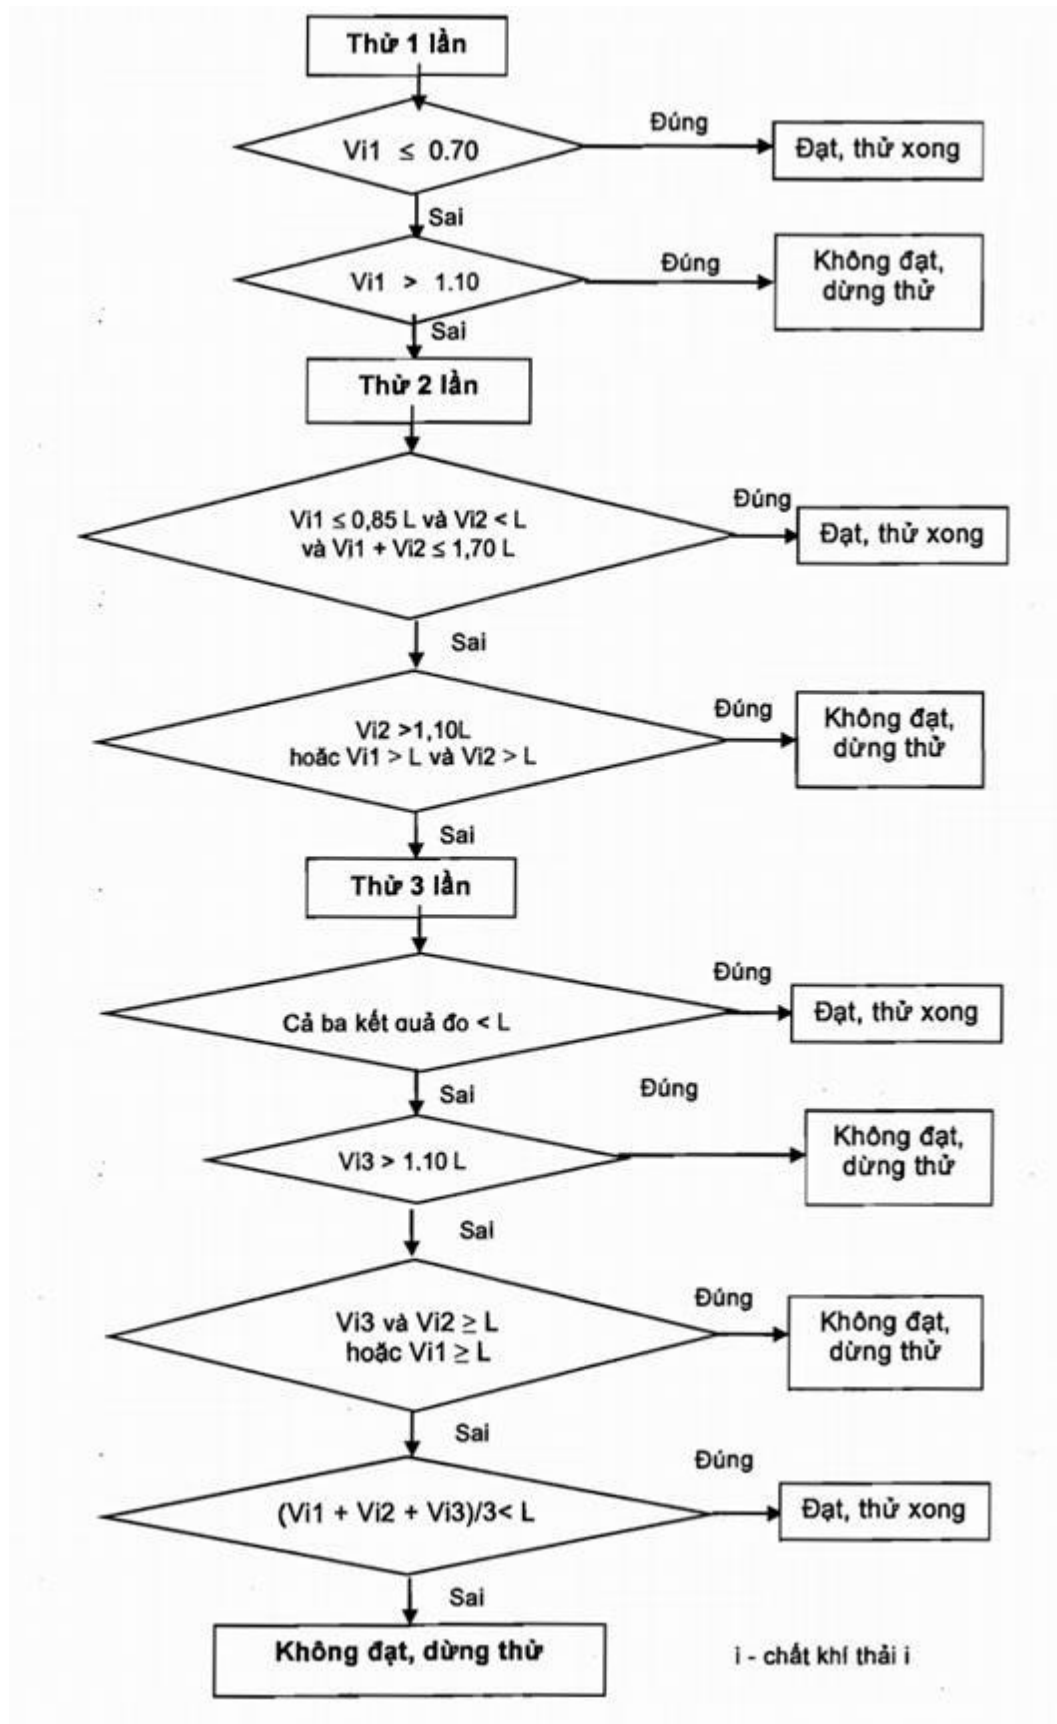 Thử 1 lần
Đúng
Vi1 ≤ 0.70
Đạt, thử xong
Sai
Đúng
Vi1 > 1.10
Không đạt,
dừng thử
Sai
Thử 2 lần
Đúng
Vi1 ≤ 0,85 L và Vi2 < L
và Vi1 + Vi2 ≤ 1,70 L
Đạt, thử xong
Sai
Đúng
Vi2 >1,10L
hoặc Vi1 > L và Vi2 > L
Không đạt,
dừng thử
Sai
Thử 3 lần
Đúng
Cả ba kết quả đo < L
Đạt, thử xong
Sai
Đúng
Vi3 > 1.10 L
Không đạt,
dừng thử
Sai
Đúng
Vi3 và Vi2 ≥ L
hoặc Vi1 ≥ L
Không đạt,
dừng thử
Sai
Đúng
(Vi1 + Vi2 + Vi3)/3< L
Đạt, thử xong
Sai
Không đạt, dừng thử
i - chất khí thải i